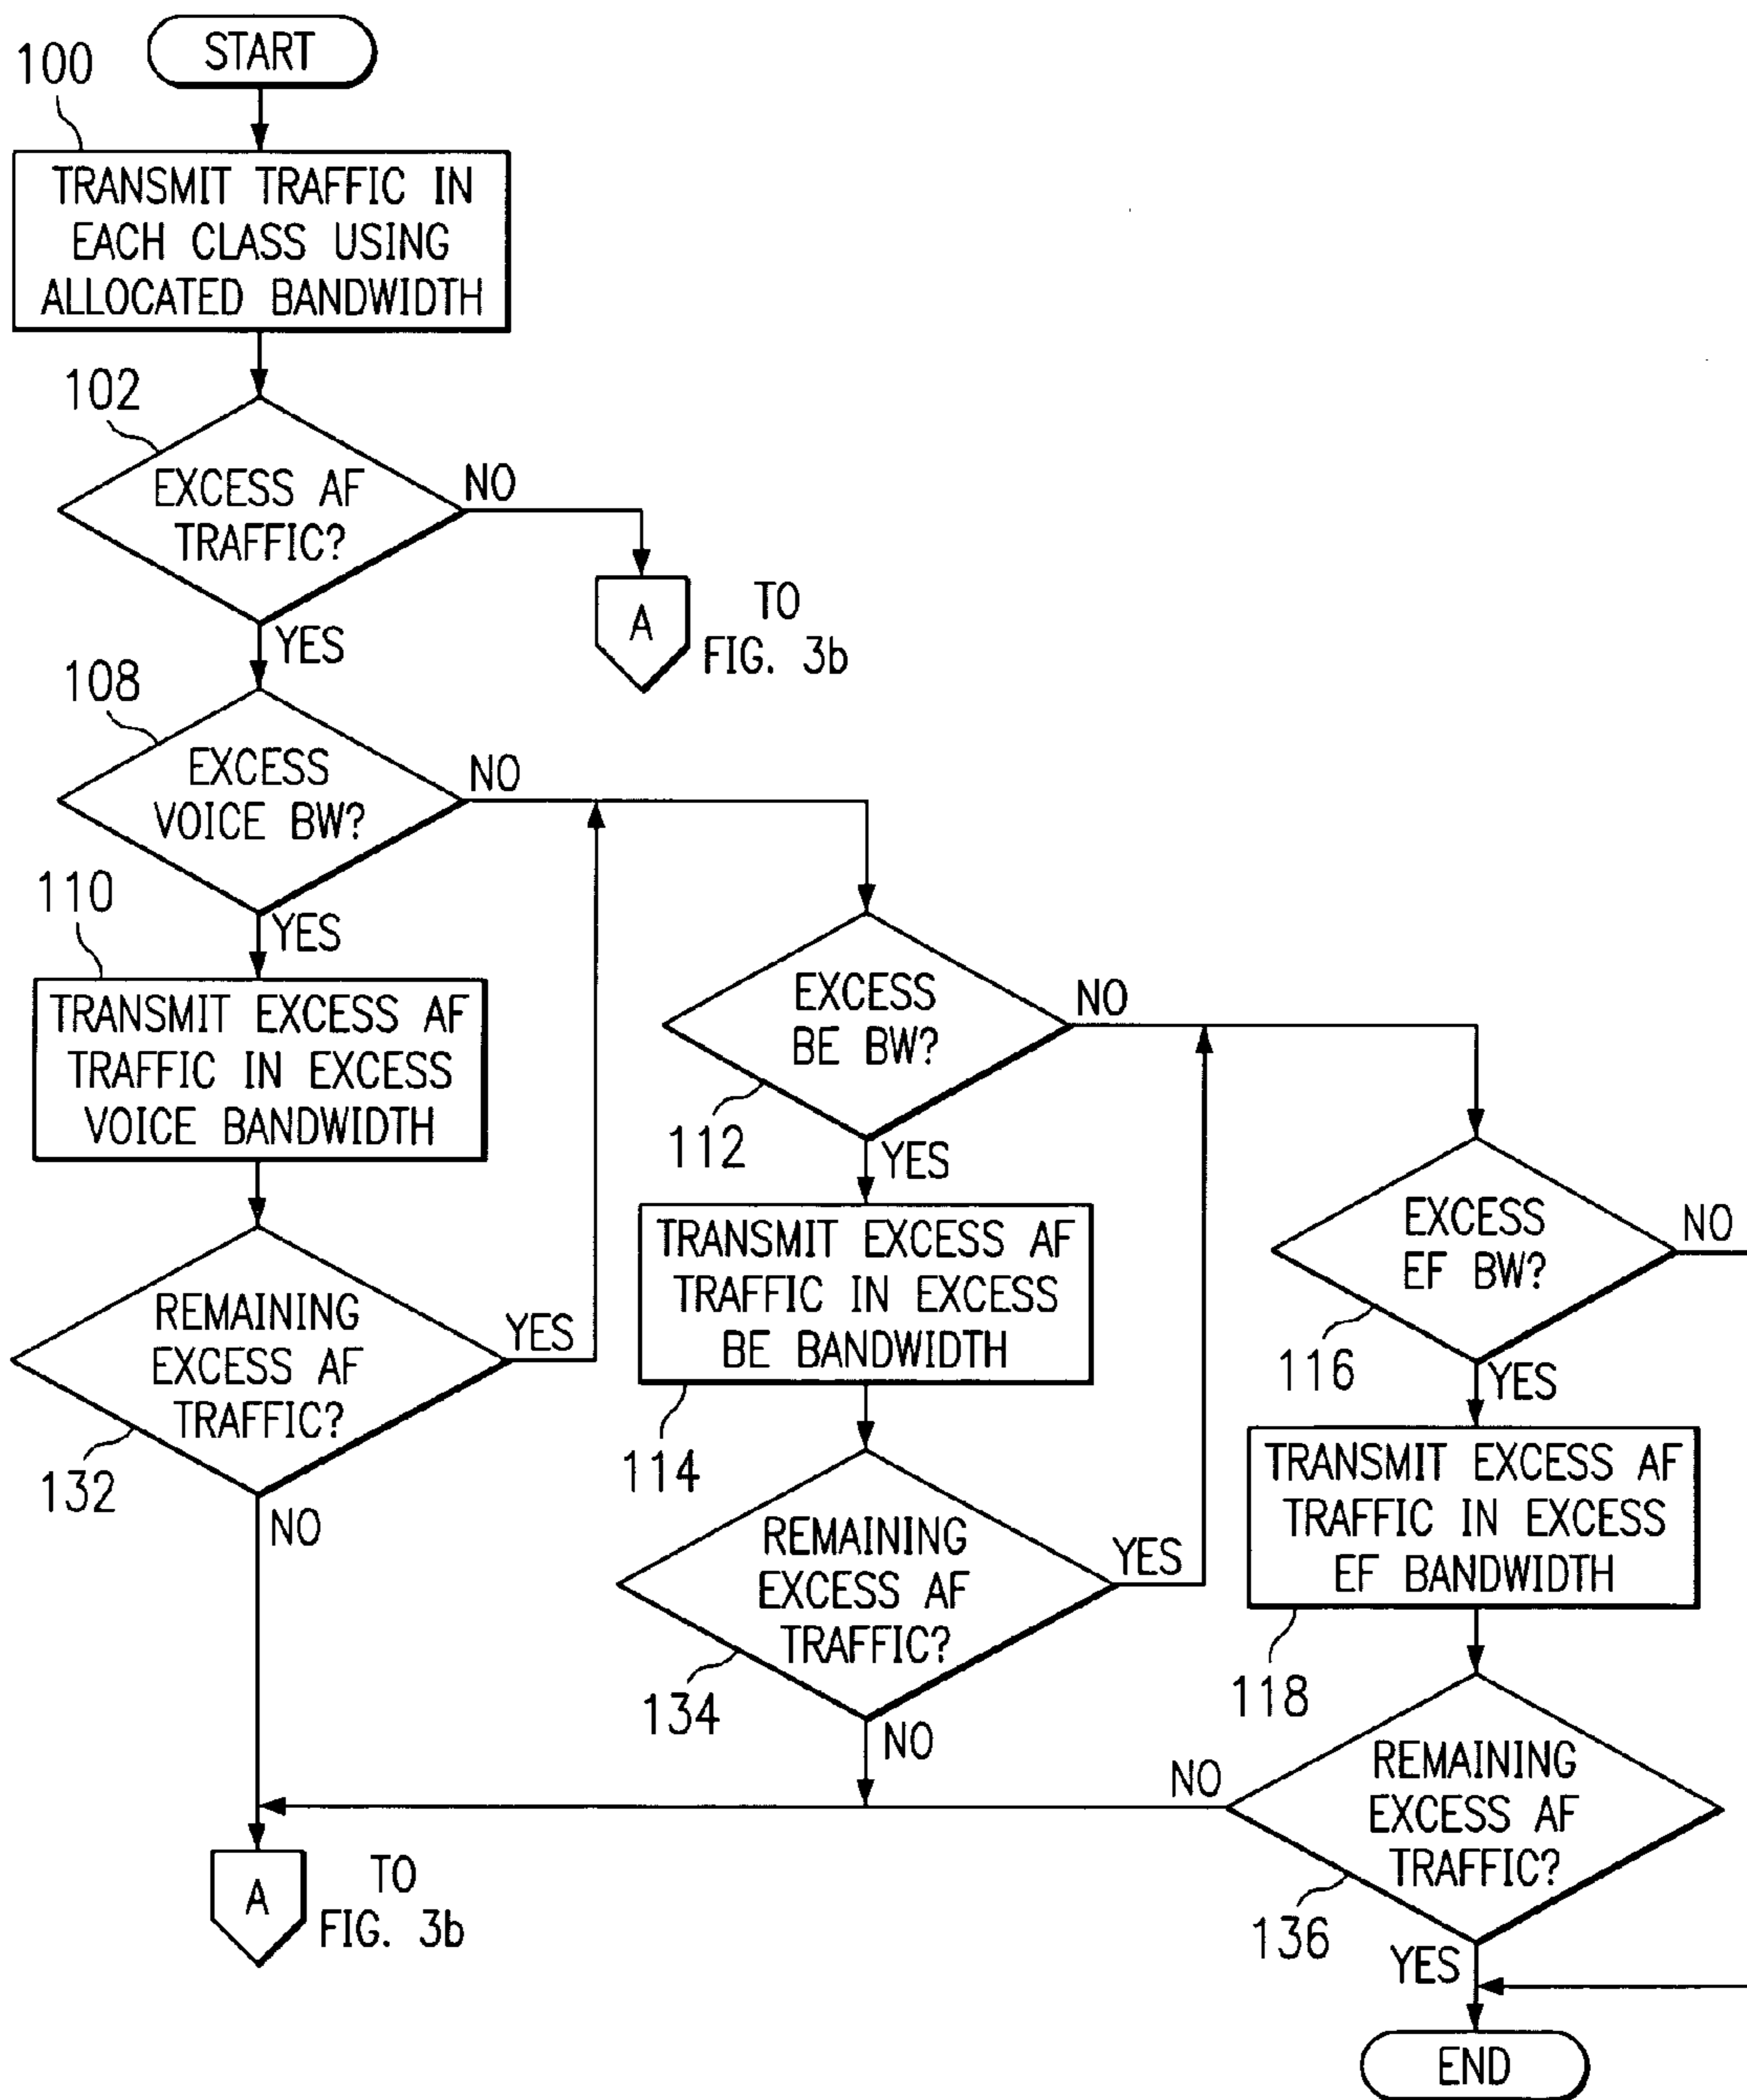 START
100
TRANSMIT TRAFFIC IN
EACH CLASS USING
ALLOCATED BANDWIDTH
102
EXCESS AF
TRAFFIC?
NO
A
TO
FIG. 3b
YES
108
EXCESS
VOICE BW?
NO
110
YES
TRANSMIT EXCESS AF
TRAFFIC IN EXCESS
VOICE BANDWIDTH
REMAINING
EXCESS AF
TRAFFIC?
YES
132
NO
EXCESS
BE BW?
NO
112
YES
TRANSMIT EXCESS AF
TRAFFIC IN EXCESS
BE BANDWIDTH
114
REMAINING
EXCESS AF
TRAFFIC?
YES
134
NO
EXCESS
EF BW?
NO
116
YES
TRANSMIT EXCESS AF
TRAFFIC IN EXCESS
EF BANDWIDTH
118
REMAINING
EXCESS AF
TRAFFIC?
NO
136
YES
A
TO
FIG. 3b
END